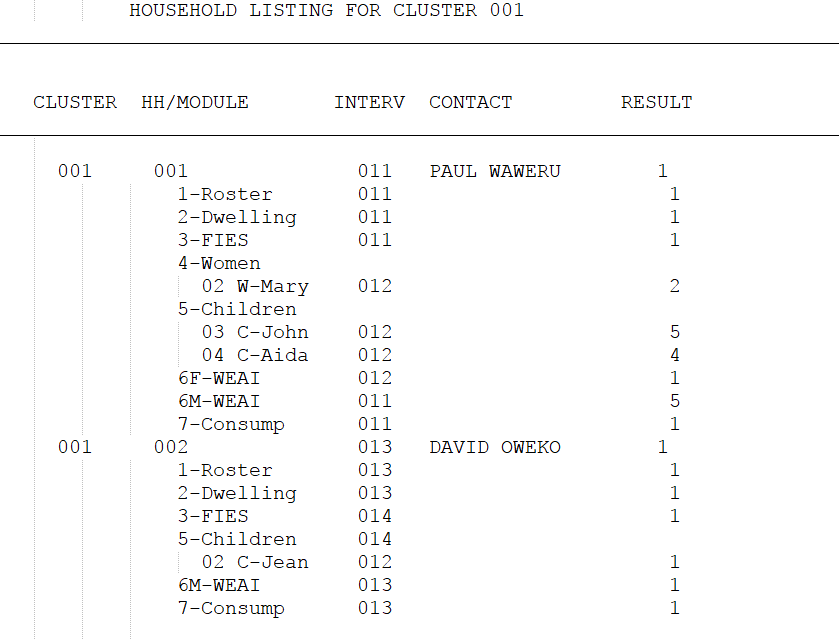 HOUSEHOLD LISTING FOR CLUSTER 001
CLUSTER HH/MODULE INTERV CONTACT RESULT
001 001 011 PAUL WAWERU 1
1-Roster 011 1
2-Dwelling 011 1
3-FIES 011 1
4-Women
02 W-Mary 012 2
5-Children
03 C-John 012 5
04 C-Aida 012 4
6F-WEAI 012 1
6M-WEAI 011 5
7-Consump 011 1
001 002 013 DAVID OWEKO 1
1-Roster 013 1
2-Dwelling 013 1
3-FIES 014 1
5-Children 014
02 C-Jean 012 1
6M-WEAI 013 1
7-Consump 013 1